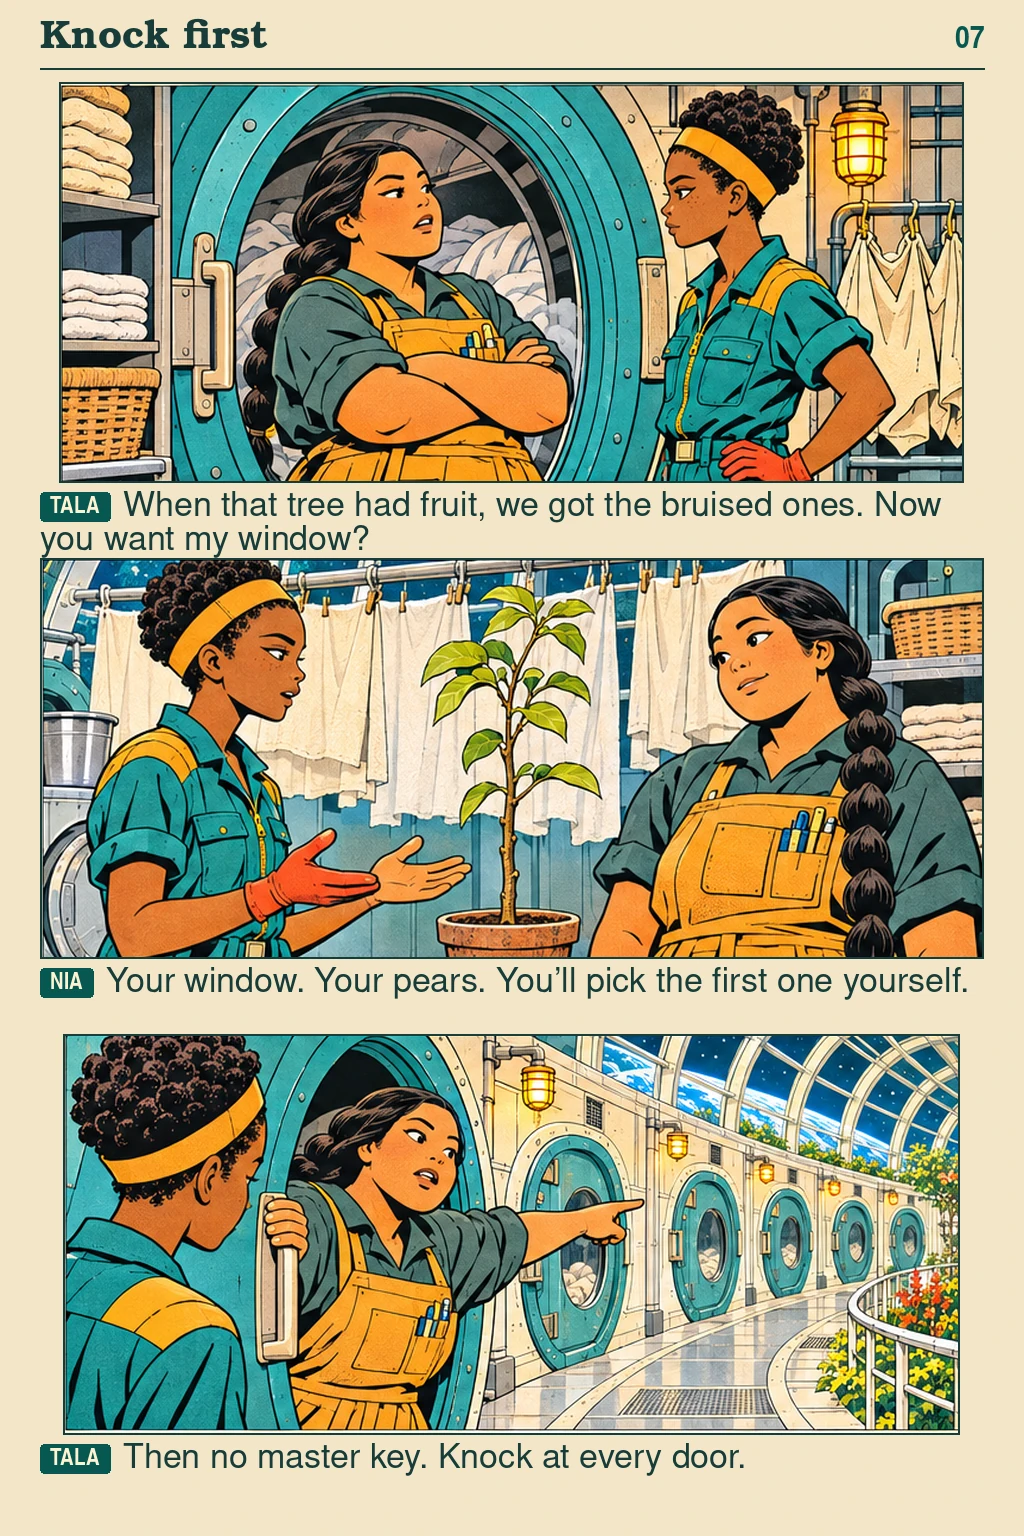 Knock first
07
TALA When that tree had fruit, we got the bruised ones. Now
you want my window?
NIA Your window. Your pears. You’ll pick the first one yourself.
TALA Then no master key. Knock at every door.